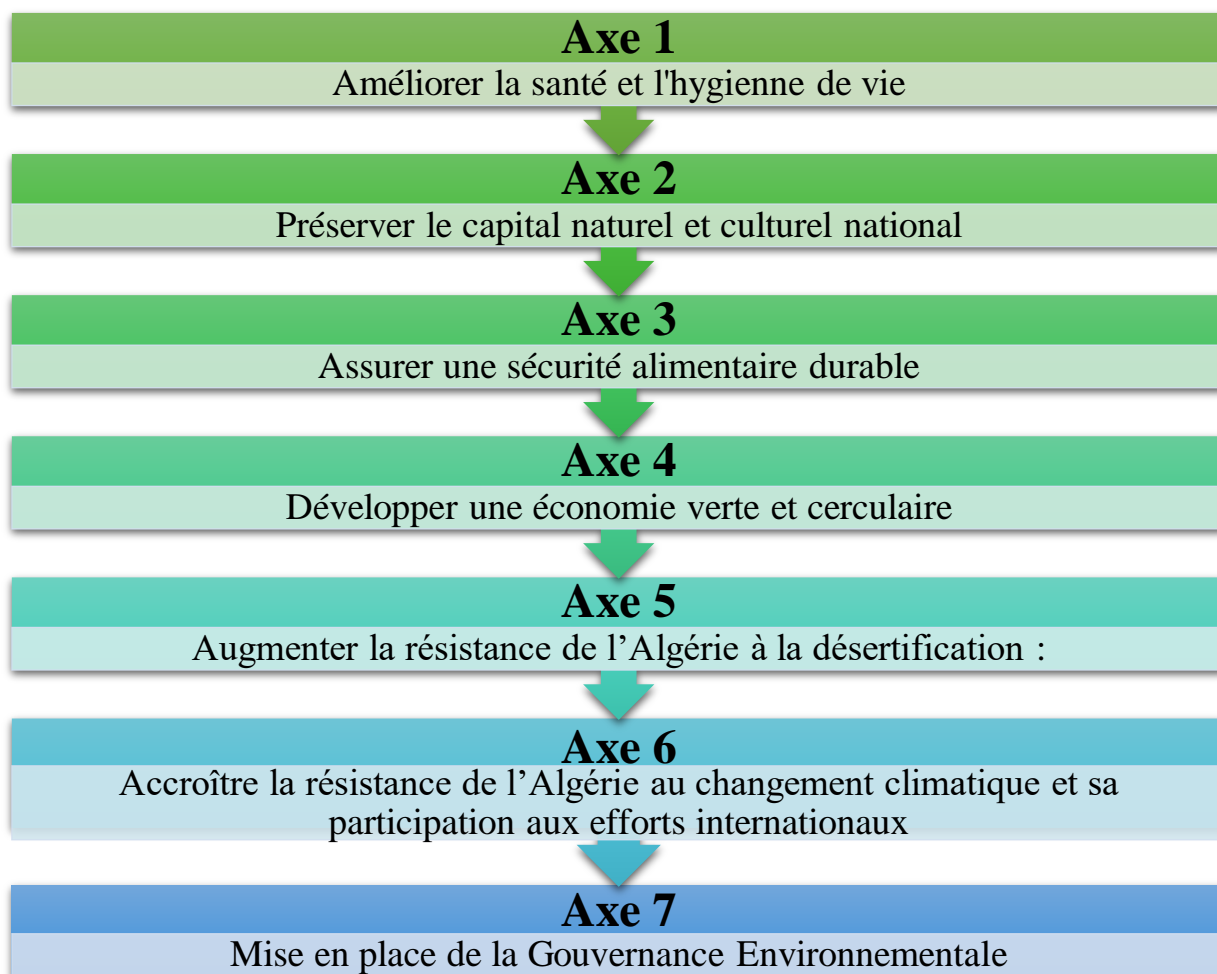 Axe 1
Améliorer la santé et l'hygienne de vie
Axe 2
Préserver le capital naturel et culturel national
Axe 3
Assurer une sécurité alimentaire durable
Axe 4
Développer une économie verte et cerculaire
Axe 5
Augmenter la résistance de l’Algérie à la désertification :
Axe 6
Accroître la résistance de l’Algérie au changement climatique et sa
participation aux efforts internationaux
Axe 7
Mise en place de la Gouvernance Environnementale